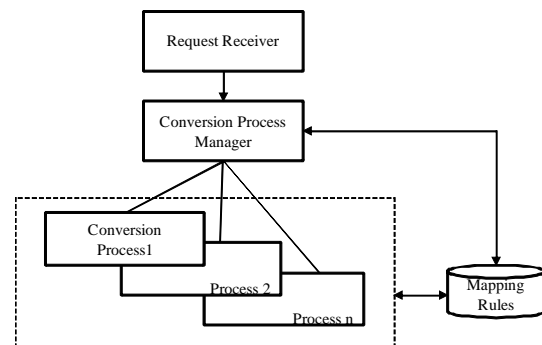 Request Receiver
Conversion Process
Manager
Conversion
Process1
Process 2
Process n
Mapping
Rules